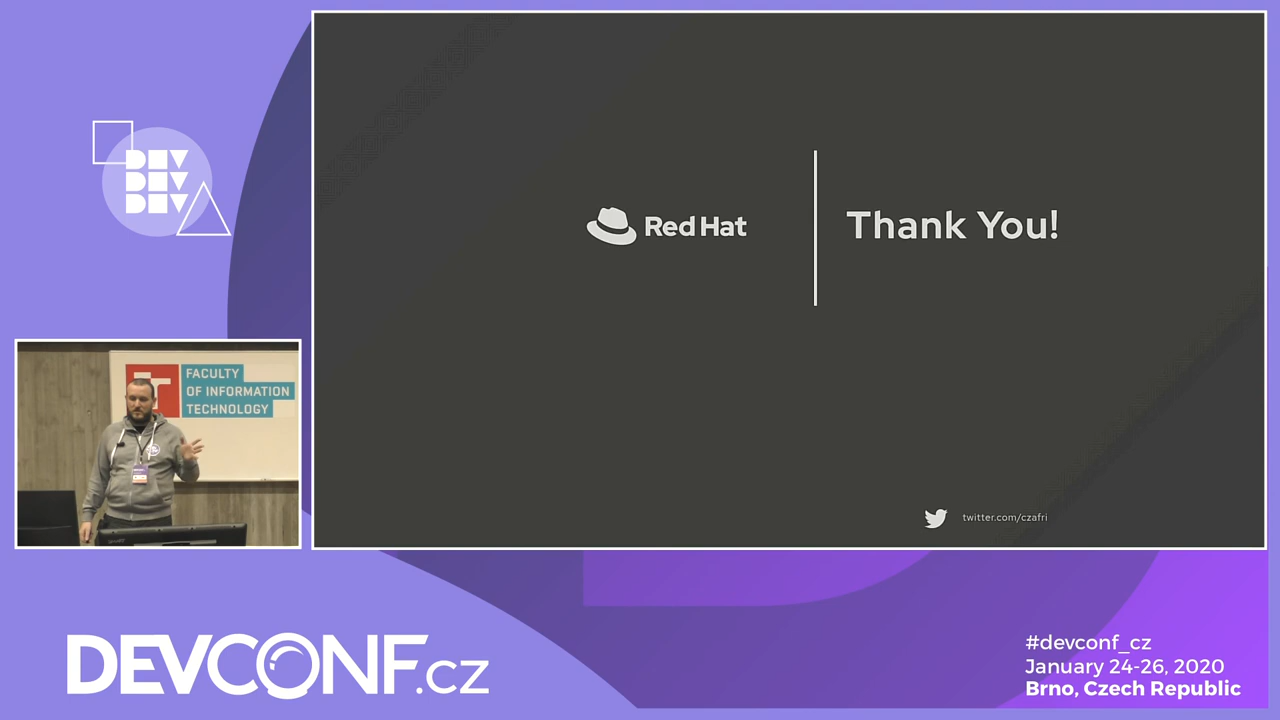 DEV
DEV
DEV
Red Hat
Thank You!
twitter.com/czafri
FACULTY
OF INFORMATION
TECHNOLOGY
DEVCONF.cz
#devconf_cz
January 24-26, 2020
Brno, Czech Republic